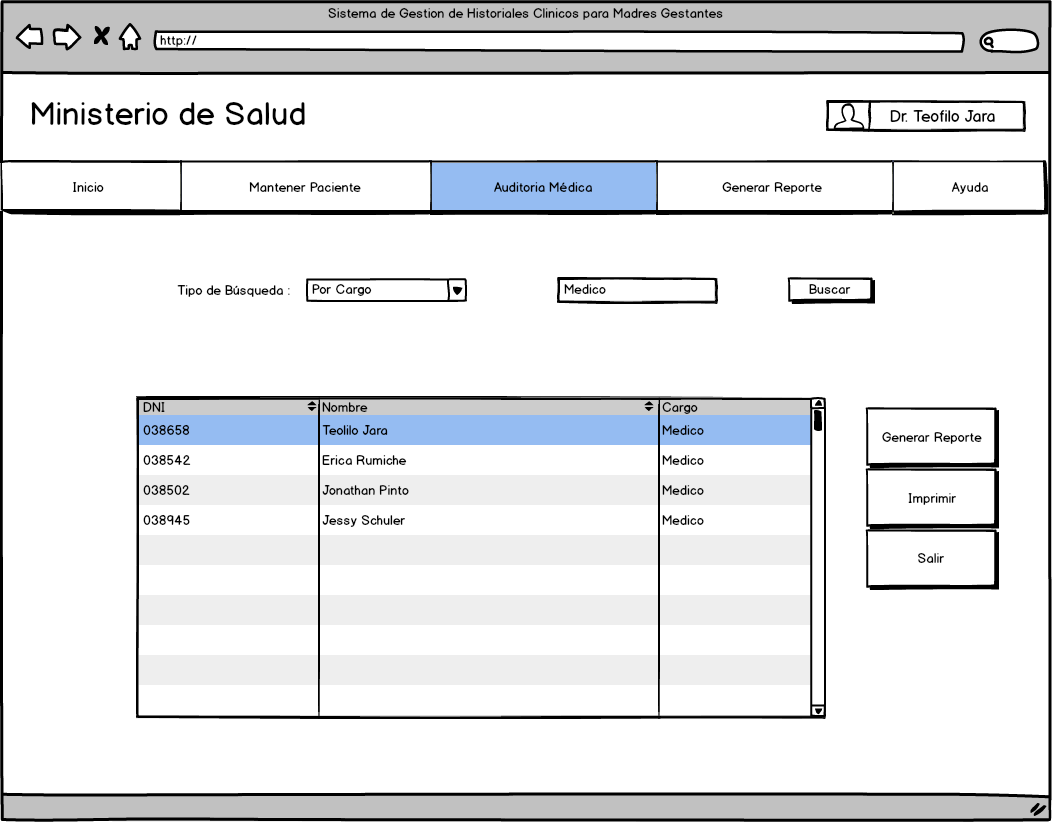 Sistema de Gestion de Historiales Clinicos para Madres Gestantes
http://
Ministerio de Salud
Dr. Teofilo Jara
Inicio Mantener Paciente Auditoria Médica Generar Reporte Ayuda
Tipo de Búsqueda : Por Cargo Medico Buscar
DNI Nombre Cargo
038658 Teolilo Jara Medico
038542 Erica Rumiche Medico
038502 Jonathan Pinto Medico
038945 Jessy Schuler Medico
Generar Reporte
Imprimir
Salir